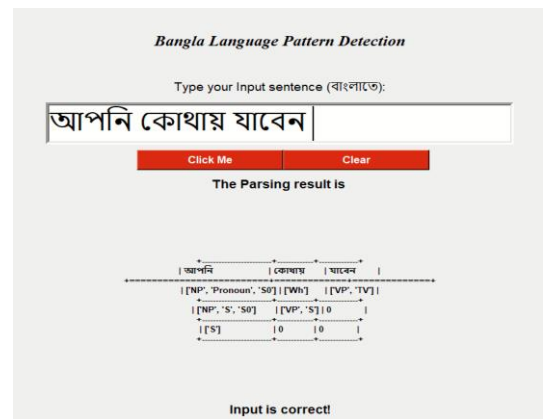 Bangla Language Pattern Detection
Type your Input sentence (বাংলাতে):
আপনি কোথায় যাবেন
Click Me Clear
The Parsing result is
| আপনি | কোথায় | যাবেন |
| ['NP', 'Pronoun', 'S0'] | ['Wh'] | ['VP', 'TV'] |
| ['NP', 'S', 'S0'] | ['VP', 'S'] | 0 |
| ['S'] | 0 | 0 |
Input is correct!